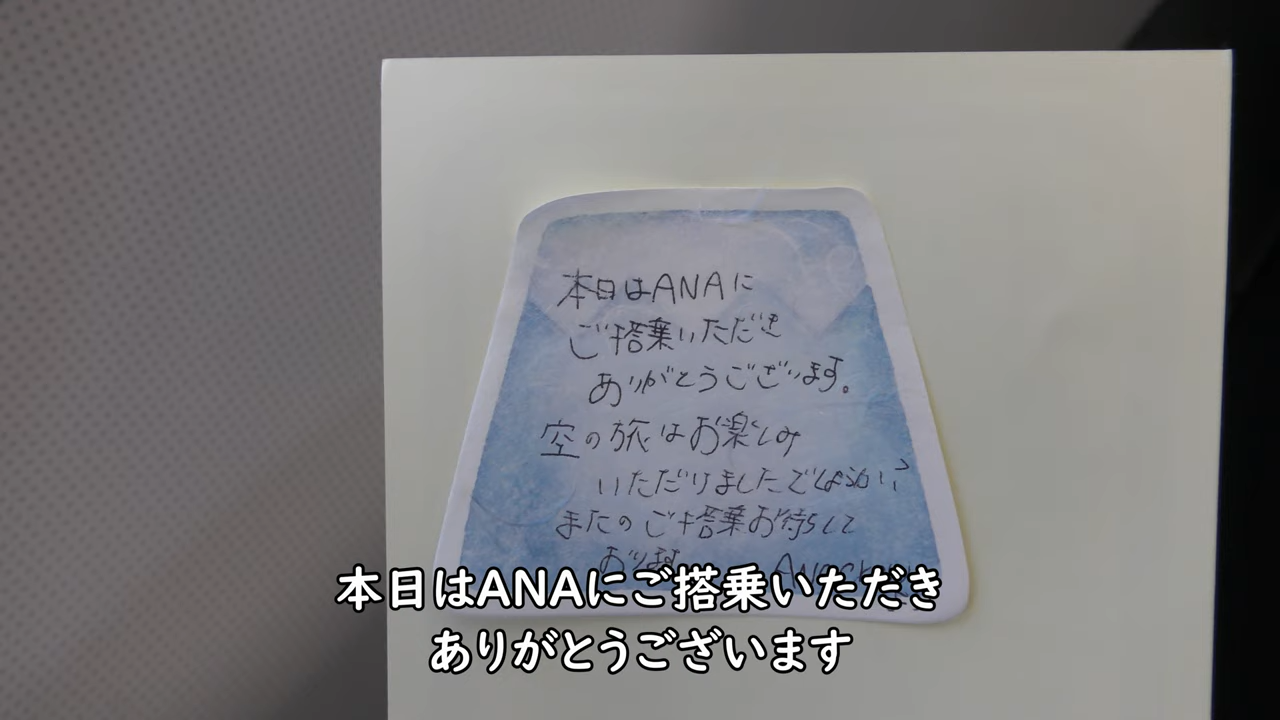 本日はANAに
ご搭乗いただき
ありがとうございます。
空の旅はお楽しみ
いただけましたでしょうか?
またのご搭乗お待ちして
おります
本日はANAにご搭乗いただき
ありがとうございます